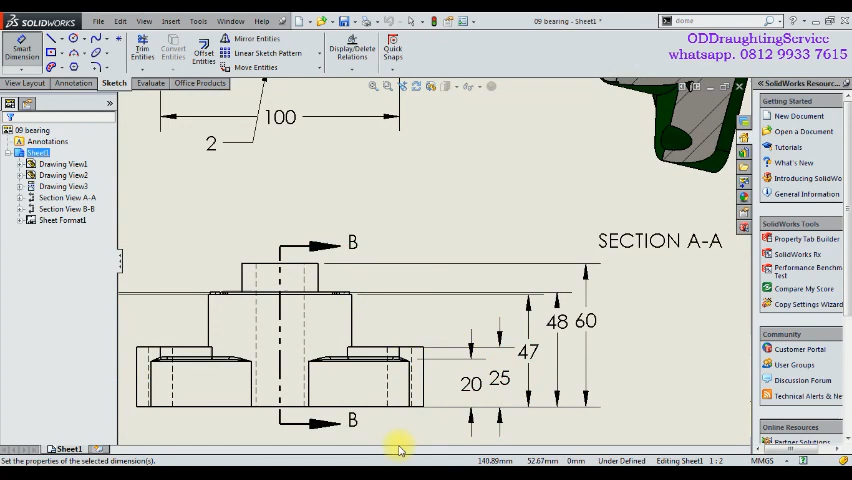 SOLIDWORKS
File Edit View Insert Tools Window Help
09 bearing - Sheet1 *
dome
ODDraughtingService
whatsapp. 0812 9933 7615
Smart Dimension
Trim Entities
Convert Entities
Offset Entities
Mirror Entities
Linear Sketch Pattern
Move Entities
Display/Delete Relations
Quick Snaps
View Layout Annotation Sketch Evaluate Office Products
09 bearing
Annotations
Sheet1
Drawing View1
Drawing View2
Drawing View3
Section View A-A
Section View B-B
Sheet Format1
100
2
B
SECTION A-A
48 60
47
20 25
B
SolidWorks Resourc...
Getting Started
New Document
Open a Document
Tutorials
What's New
Introducing SolidWo
General Information
SolidWorks Tools
Property Tab Builder
SolidWorks Rx
Performance Benchm
Test
Compare My Score
Copy Settings Wizard
Community
Customer Portal
User Groups
Discussion Forum
Technical Alerts & Ne
Online Resources
Partner Solutions
Sheet1
Set the properties of the selected dimension(s).
140.89mm 52.67mm 0mm Under Defined Editing Sheet1 1 : 2 MMGS